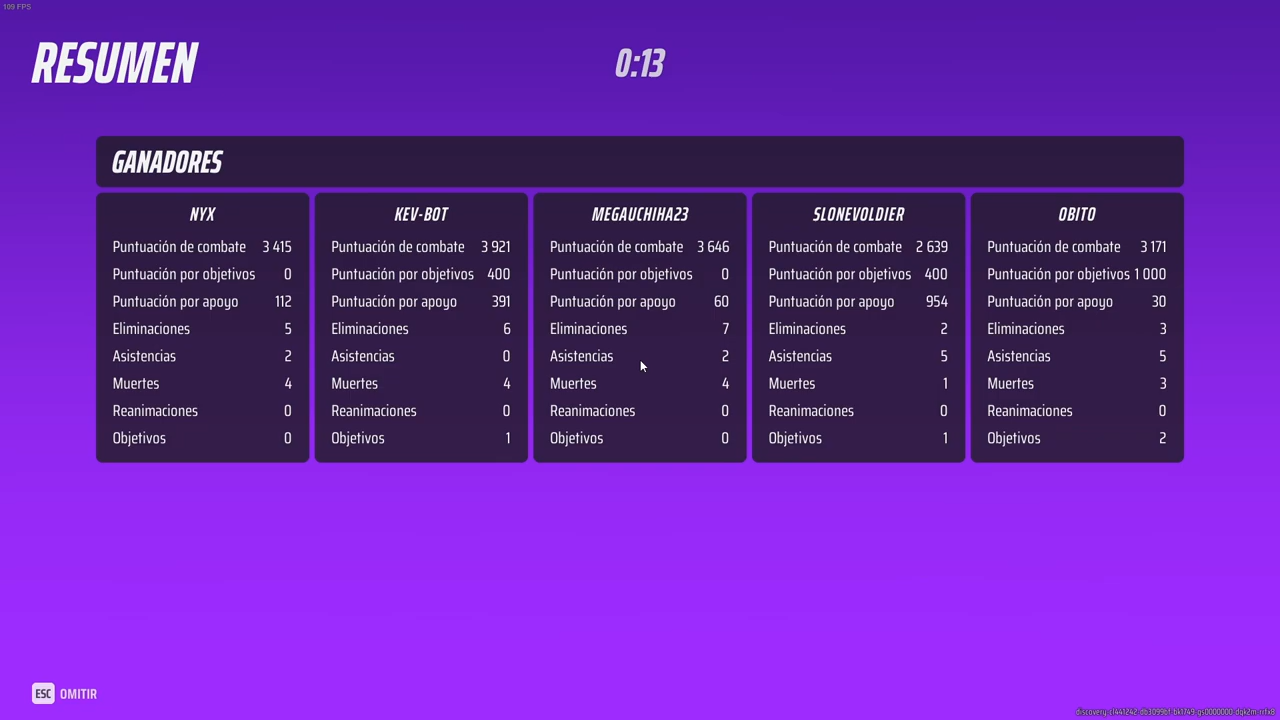 109 FPS
RESUMEN
0:13
GANADORES
NYX
Puntuación de combate 3 415
Puntuación por objetivos 0
Puntuación por apoyo 112
Eliminaciones 5
Asistencias 2
Muertes 4
Reanimaciones 0
Objetivos 0
KEV-BOT
Puntuación de combate 3 921
Puntuación por objetivos 400
Puntuación por apoyo 391
Eliminaciones 6
Asistencias 0
Muertes 4
Reanimaciones 0
Objetivos 1
MEGAUCHIHA23
Puntuación de combate 3 646
Puntuación por objetivos 0
Puntuación por apoyo 60
Eliminaciones 7
Asistencias 2
Muertes 4
Reanimaciones 0
Objetivos 0
SLONEVOLDIER
Puntuación de combate 2 639
Puntuación por objetivos 400
Puntuación por apoyo 954
Eliminaciones 2
Asistencias 5
Muertes 1
Reanimaciones 0
Objetivos 1
OBITO
Puntuación de combate 3 171
Puntuación por objetivos 1 000
Puntuación por apoyo 30
Eliminaciones 3
Asistencias 5
Muertes 3
Reanimaciones 0
Objetivos 2
ESC OMITIR